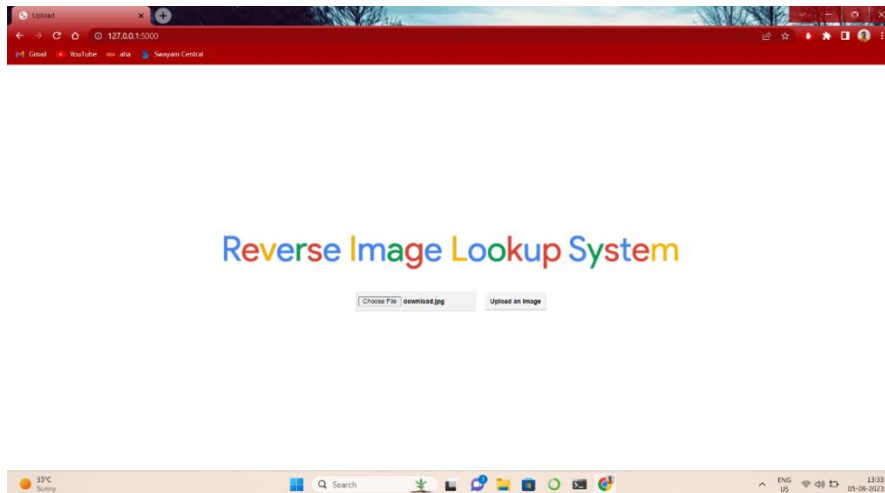 Upload
127.0.0.1:5000
Gmail YouTube aha Swayam Central
Reverse Image Lookup System
Choose File download.jpg Upload an Image
35°C
Sunny
Search
ENG
US
13:33
05-06-2023